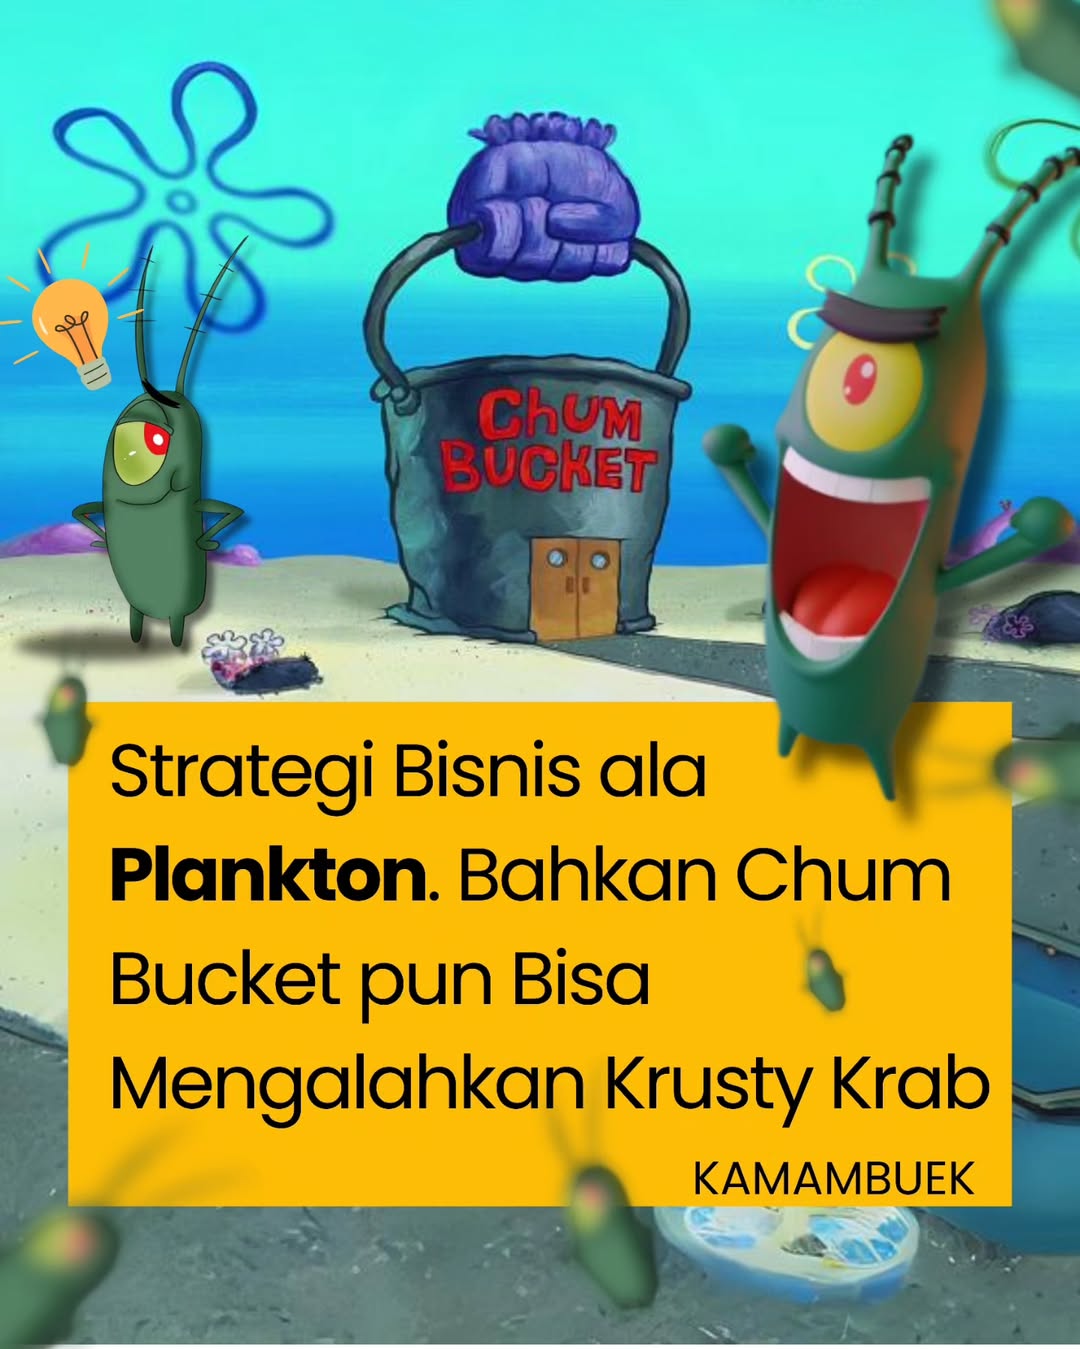 Chum
Bucket
Strategi Bisnis ala
Plankton. Bahkan Chum
Bucket pun Bisa
Mengalahkan Krusty Krab
KAMAMBUEK